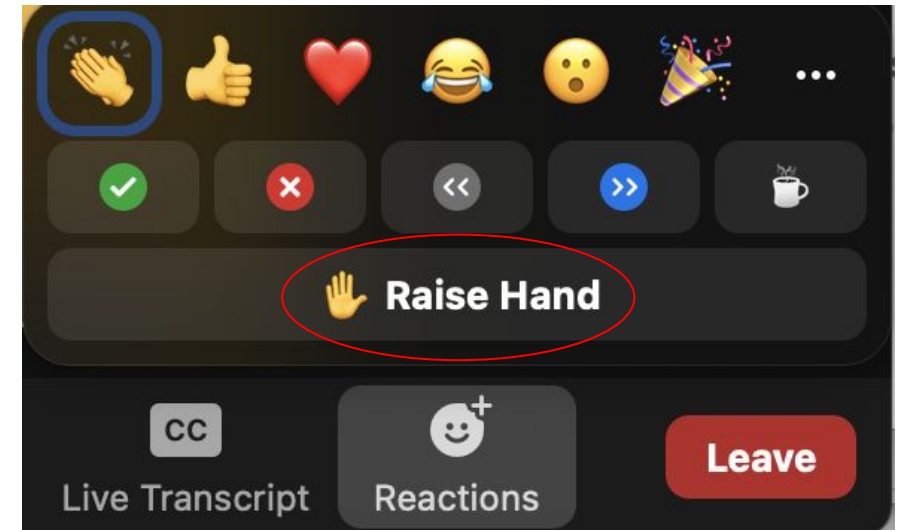 Raise Hand
CC
Live Transcript
Reactions
Leave